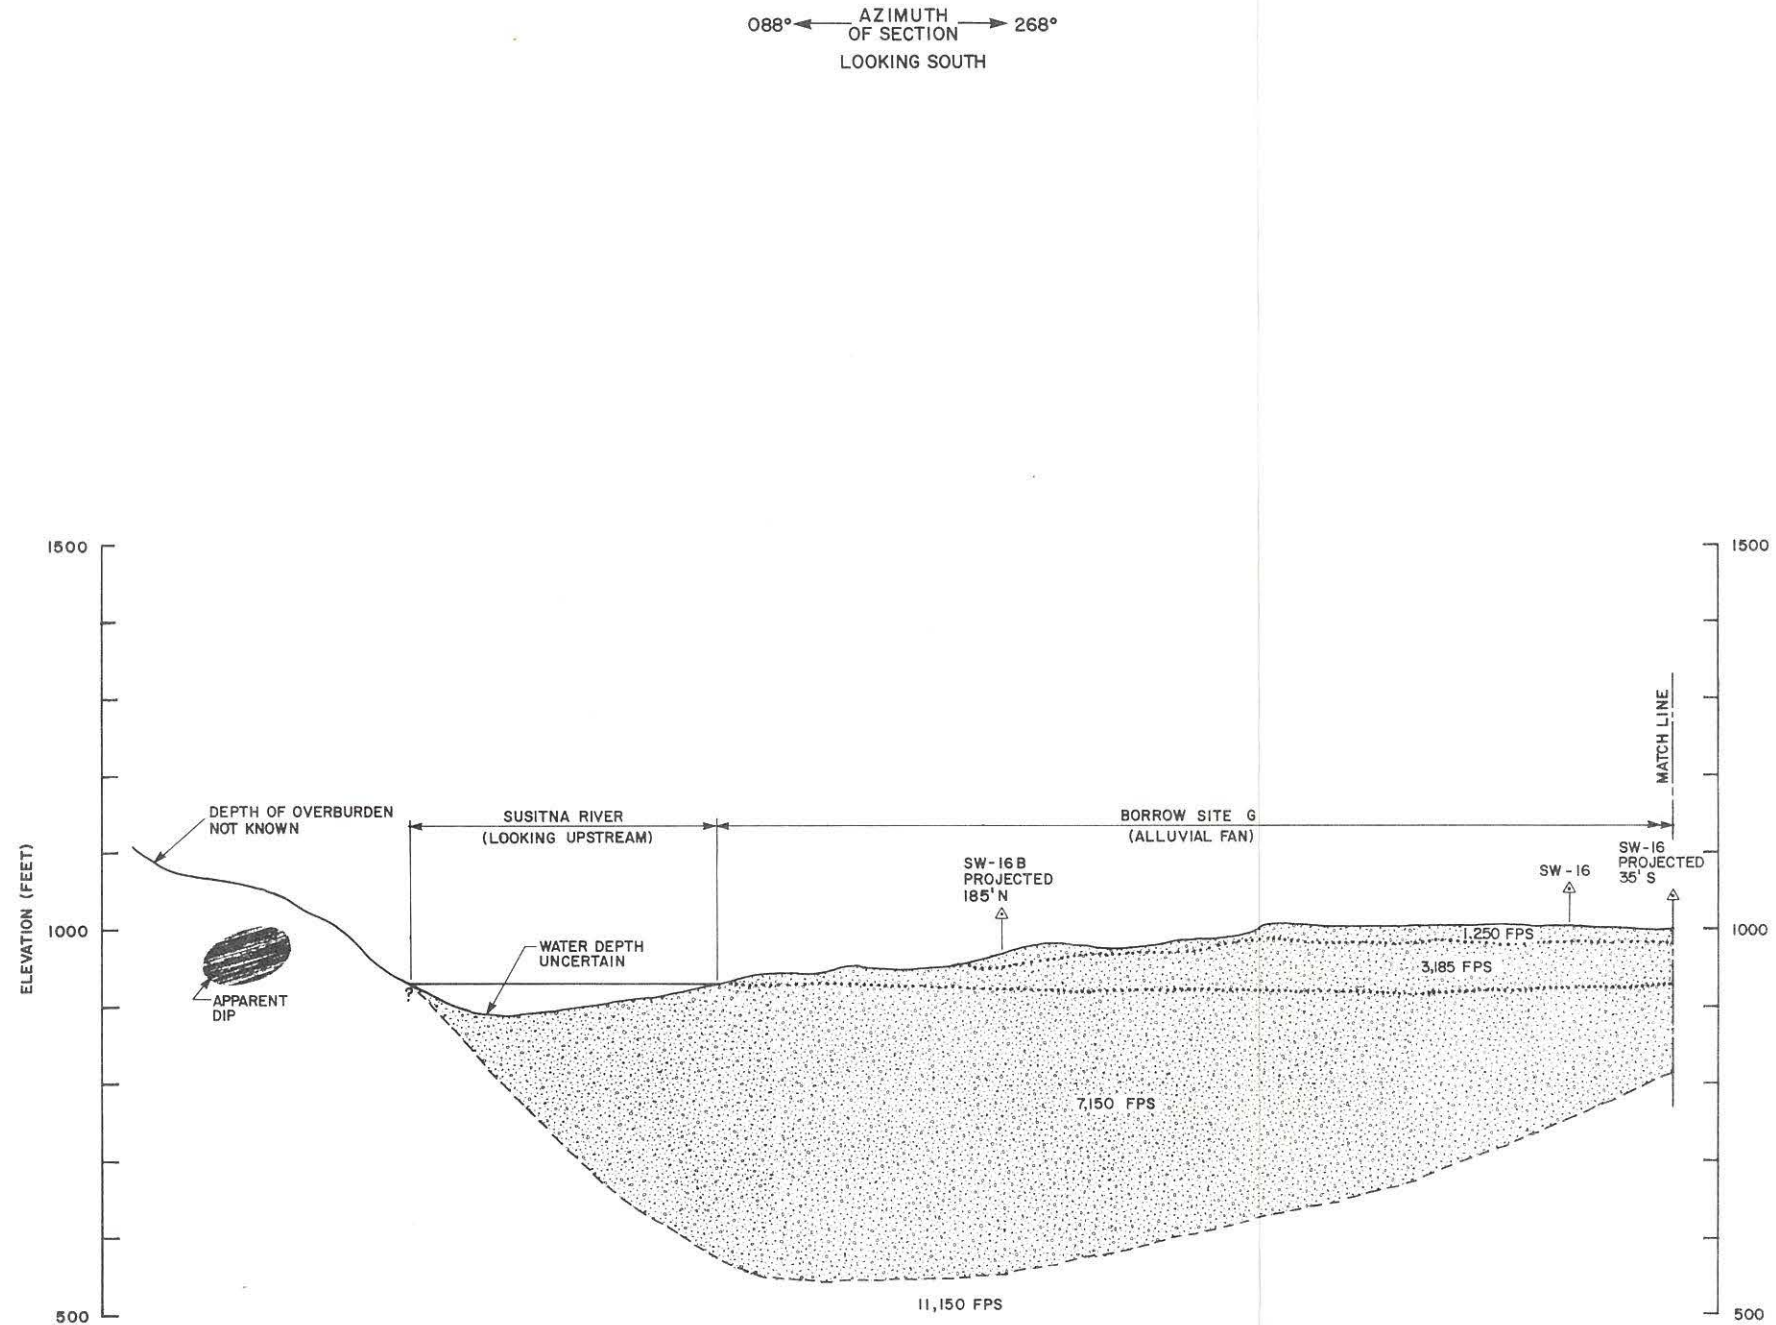 088° AZIMUTH OF SECTION 268°
LOOKING SOUTH
1500
1500
MATCH LINE
DEPTH OF OVERBURDEN
NOT KNOWN
SUSITNA RIVER
(LOOKING UPSTREAM)
BORROW SITE G
(ALLUVIAL FAN)
SW-16B
PROJECTED
185' N
SW-16
SW-16
PROJECTED
35' S
ELEVATION (FEET)
1000
1000
WATER DEPTH
UNCERTAIN
1,250 FPS
3,185 FPS
APPARENT
DIP
?
7,150 FPS
11,150 FPS
500
500